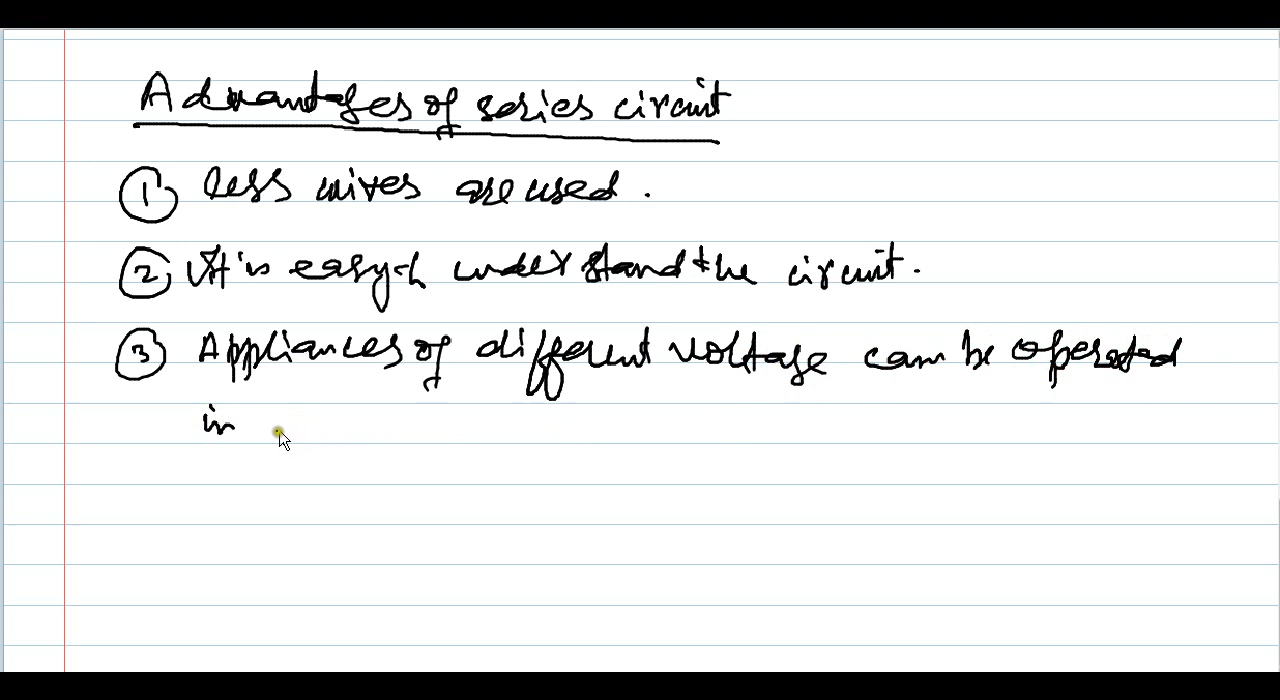 Advantages of series circuit
1 Less wires are used.
2 It is easy to understand the circuit.
3 Appliances of different voltage can be operated
in